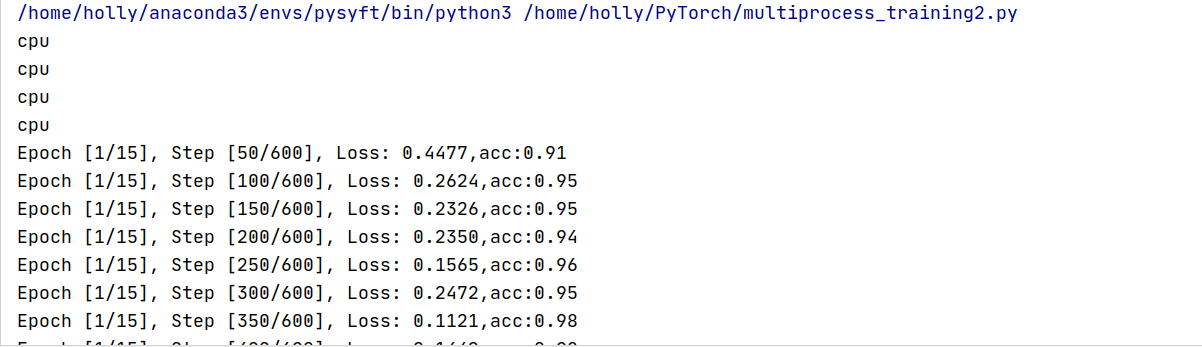 /home/holly/anaconda3/envs/pysyft/bin/python3 /home/holly/PyTorch/multiprocess_training2.py
cpu
cpu
cpu
cpu
Epoch [1/15], Step [50/600], Loss: 0.4477,acc:0.91
Epoch [1/15], Step [100/600], Loss: 0.2624,acc:0.95
Epoch [1/15], Step [150/600], Loss: 0.2326,acc:0.95
Epoch [1/15], Step [200/600], Loss: 0.2350,acc:0.94
Epoch [1/15], Step [250/600], Loss: 0.1565,acc:0.96
Epoch [1/15], Step [300/600], Loss: 0.2472,acc:0.95
Epoch [1/15], Step [350/600], Loss: 0.1121,acc:0.98